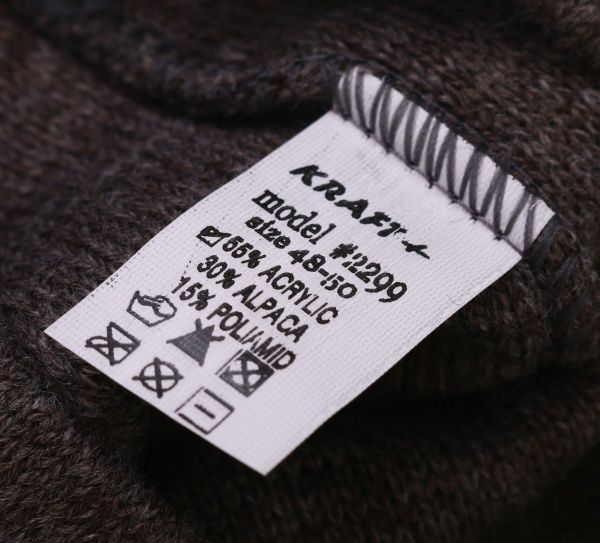 KRAFT+
model #2299
size 48-50
55% ACRYLIC
30% ALPACA
15% POLIAMID